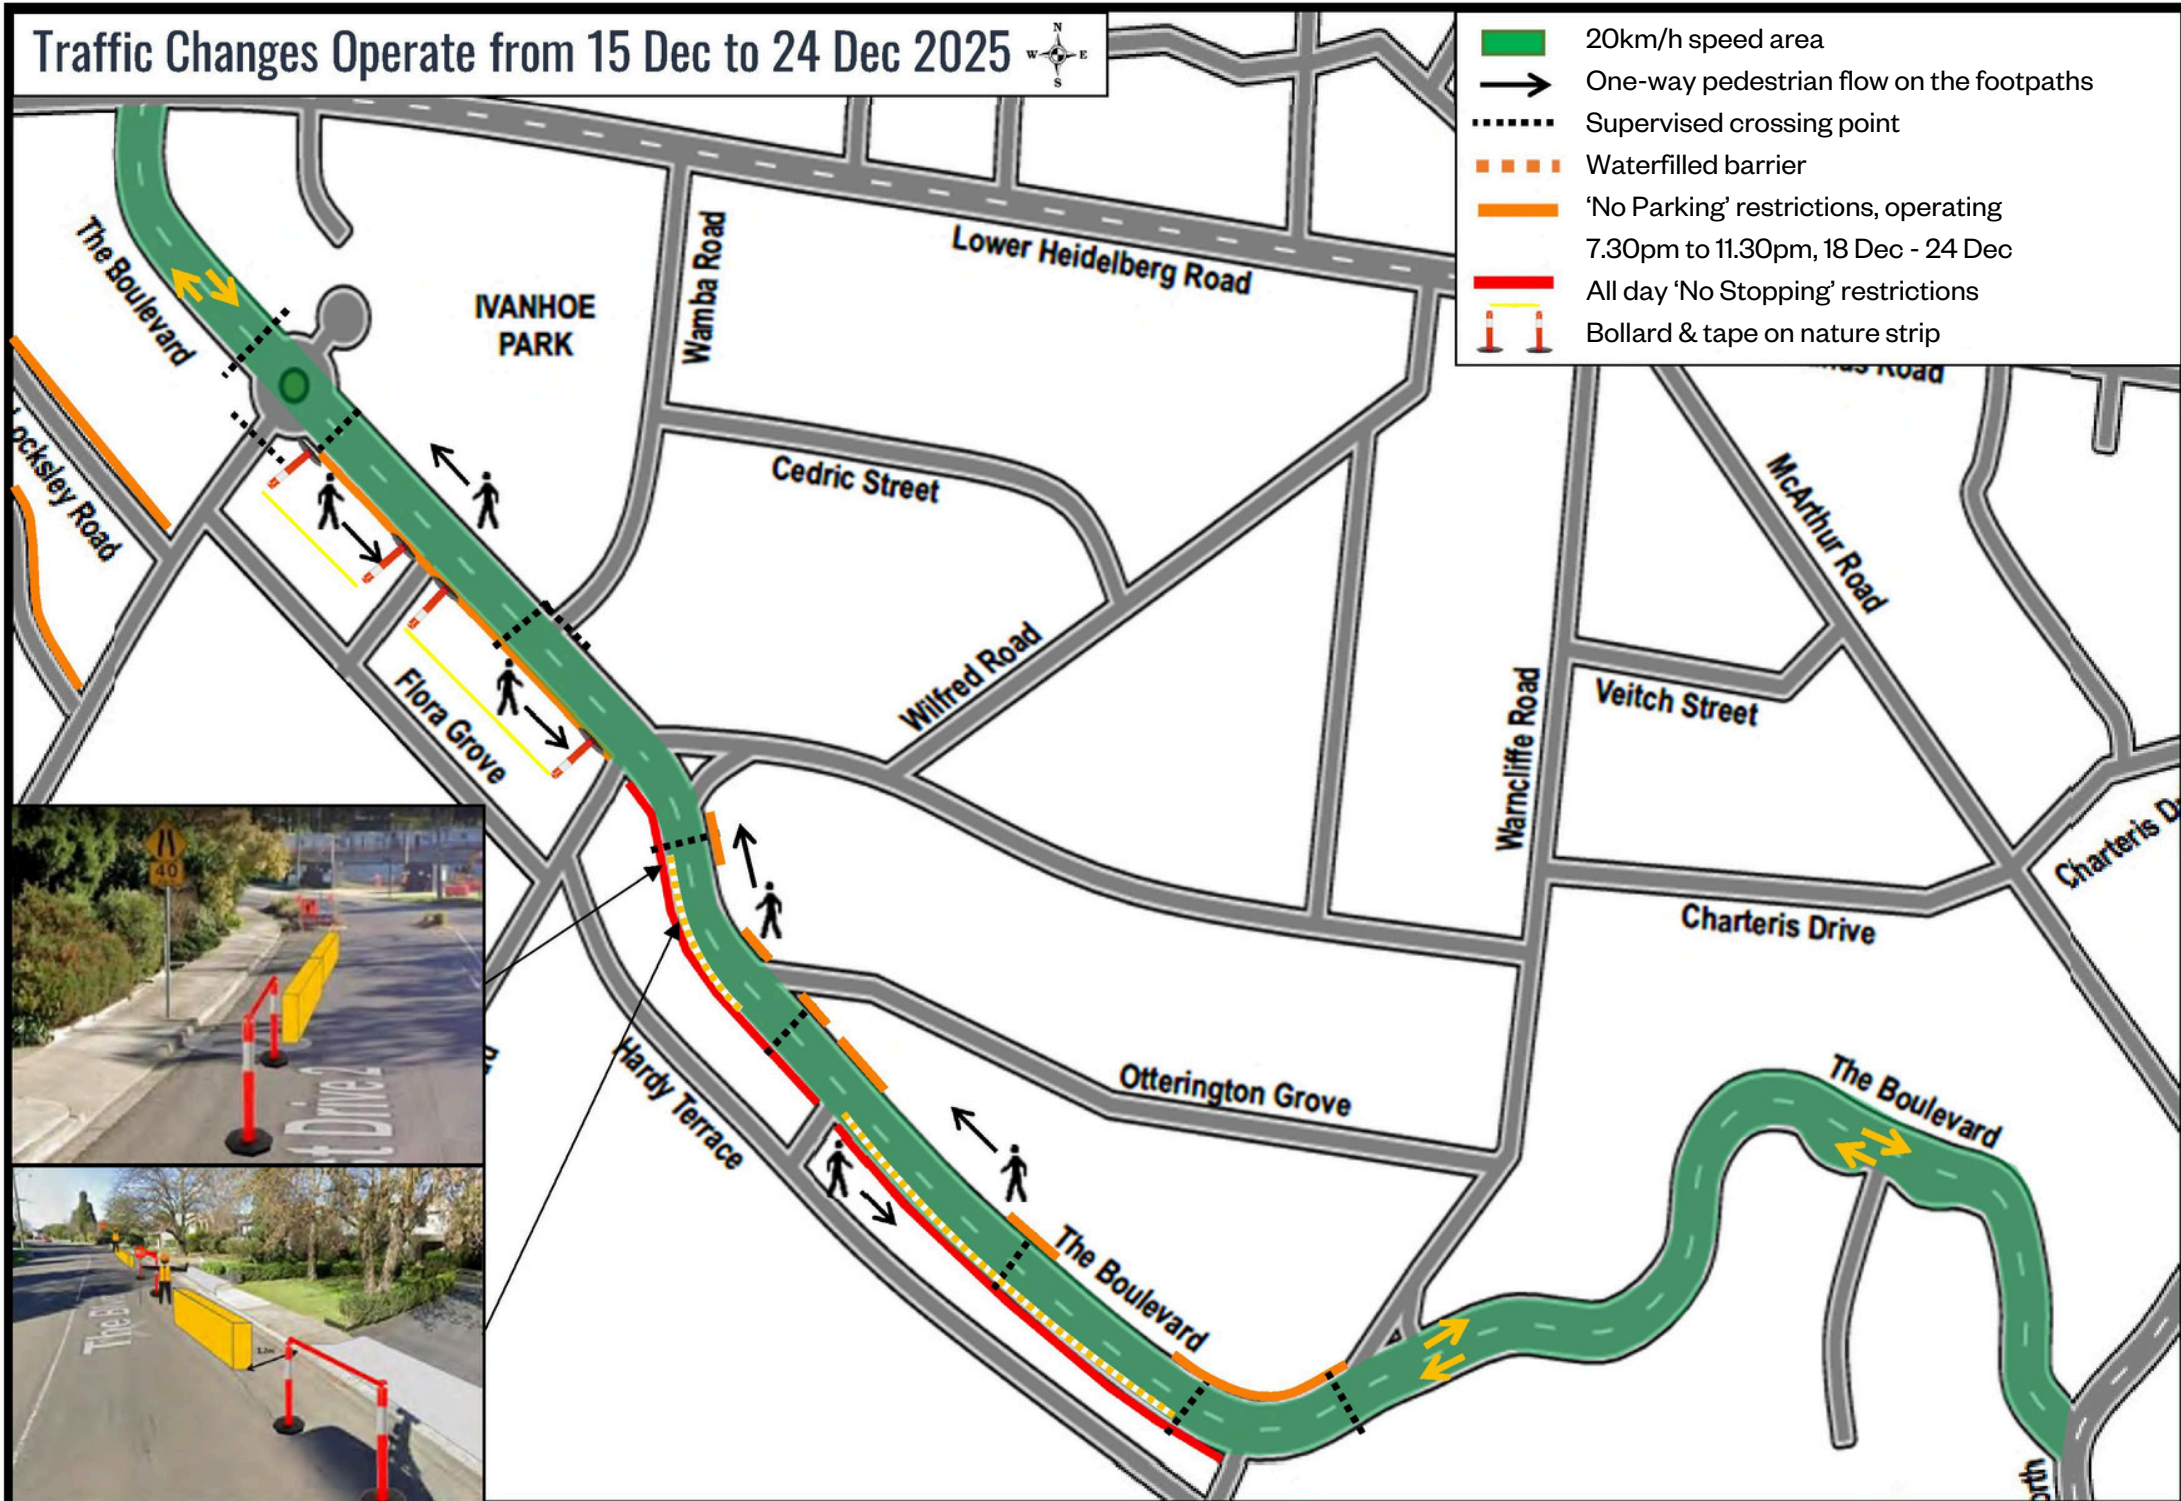 Traffic Changes Operate from 15 Dec to 24 Dec 2025
N
W E
S
20km/h speed area
One-way pedestrian flow on the footpaths
Supervised crossing point
Waterfilled barrier
‘No Parking’ restrictions, operating
7.30pm to 11.30pm, 18 Dec - 24 Dec
All day ‘No Stopping’ restrictions
Bollard & tape on nature strip
The Boulevard
IVANHOE
PARK
Wamba Road
Lower Heidelberg Road
Road
Locksley Road
Cedric Street
McArthur Road
Flora Grove
Wilfred Road
Warncliffe Road
Veitch Street
Charteris D
Charteris Drive
40
Drive 2
Hardy Terrace
Otterington Grove
The Boulevard
The Boulevard
The B